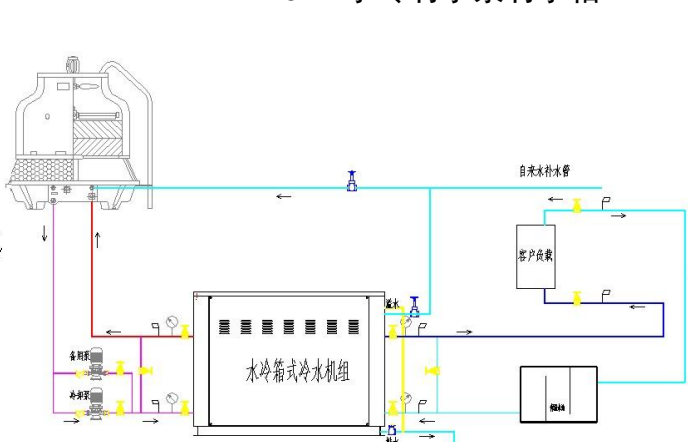 自来水补水管
客户负载
溢水
备用泵
水冷箱式冷水机组
冷却泵